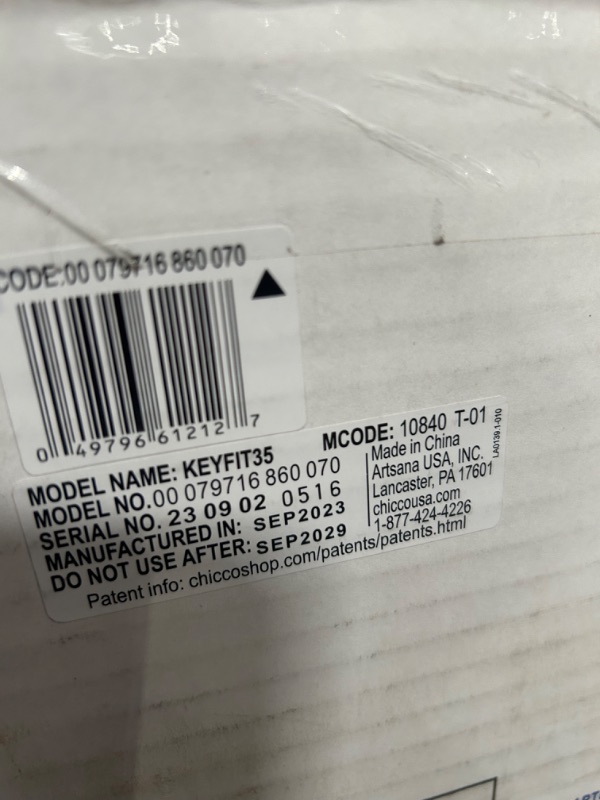 CODE:00 079716 860 070
▲
0 49796 61212 7
MODEL NAME: KEYFIT35
MODEL NO.00 079716 860 070
SERIAL NO. 23 09 02 0516
MANUFACTURED IN: SEP2023
DO NOT USE AFTER: SEP2029
Patent info: chiccoshop.com/patents/patents.html
MCODE: 10840 T-01
Made in China
Artsana USA, INC.
Lancaster, PA 17601
chiccousa.com
1-877-424-4226
LA0139.1-010